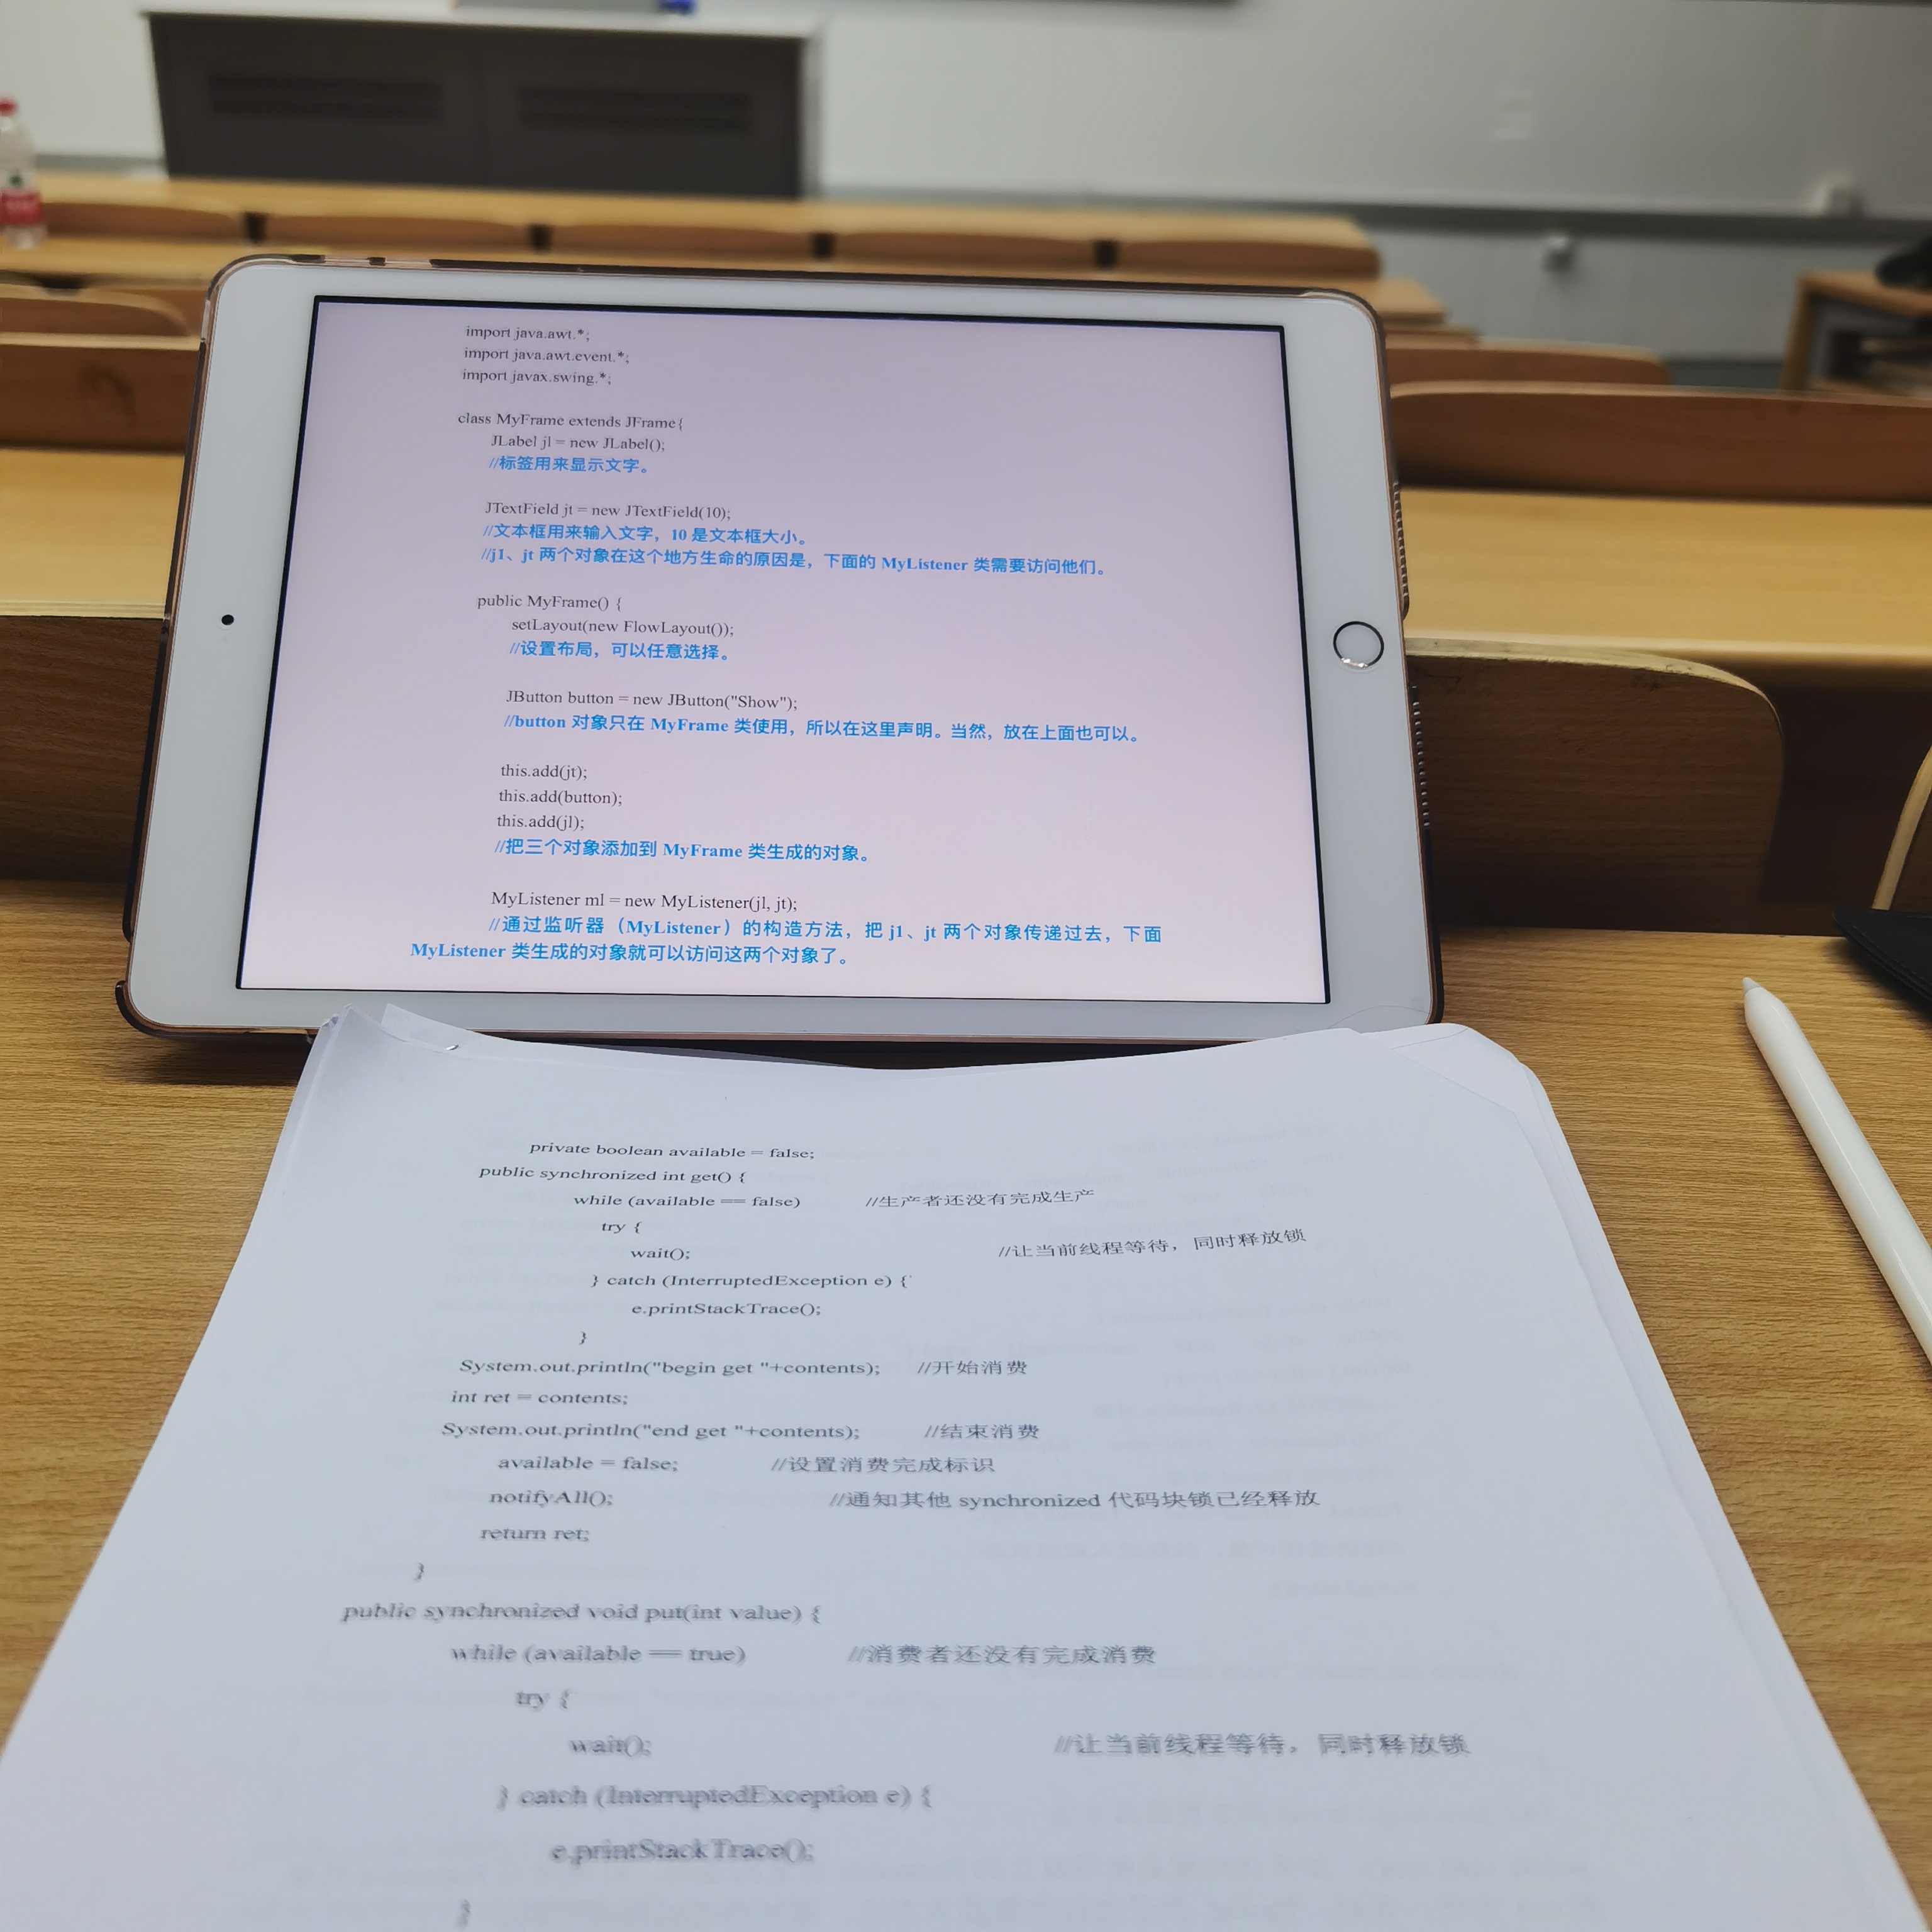 import java.awt.*;
import java.awt.event.*;
import javax.swing.*;
class MyFrame extends JFrame{
JLabel jl = new JLabel();
//标签用来显示文字。
JTextField jt = new JTextField(10);
//文本框用来输入文字，10 是文本框大小。
//j1、jt 两个对象在这个地方生命的原因是，下面的 MyListener 类需要访问他们。
public MyFrame() {
setLayout(new FlowLayout());
//设置布局，可以任意选择。
JButton button = new JButton("Show");
//button 对象只在 MyFrame 类使用，所以在这里声明。当然，放在上面也可以。
this.add(jt);
this.add(button);
this.add(jl);
//把三个对象添加到 MyFrame 类生成的对象。
MyListener ml = new MyListener(jl, jt);
//通过监听器（MyListener）的构造方法，把 j1、jt 两个对象传递过去，下面
MyListener 类生成的对象就可以访问这两个对象了。
private boolean available = false;
public synchronized int get() {
while (available == false) //生产者还没有完成生产
try {
wait(); //让当前线程等待，同时释放锁
} catch (InterruptedException e) {
e.printStackTrace();
}
System.out.println("begin get "+contents); //开始消费
int ret = contents;
System.out.println("end get "+contents); //结束消费
available = false; //设置消费完成标识
notifyAll(); //通知其他 synchronized 代码块锁已经释放
return ret;
}
public synchronized void put(int value) {
while (available == true) //消费者还没有完成消费
try {
wait(); //让当前线程等待，同时释放锁
} catch (InterruptedException e) {
e.printStackTrace();
}